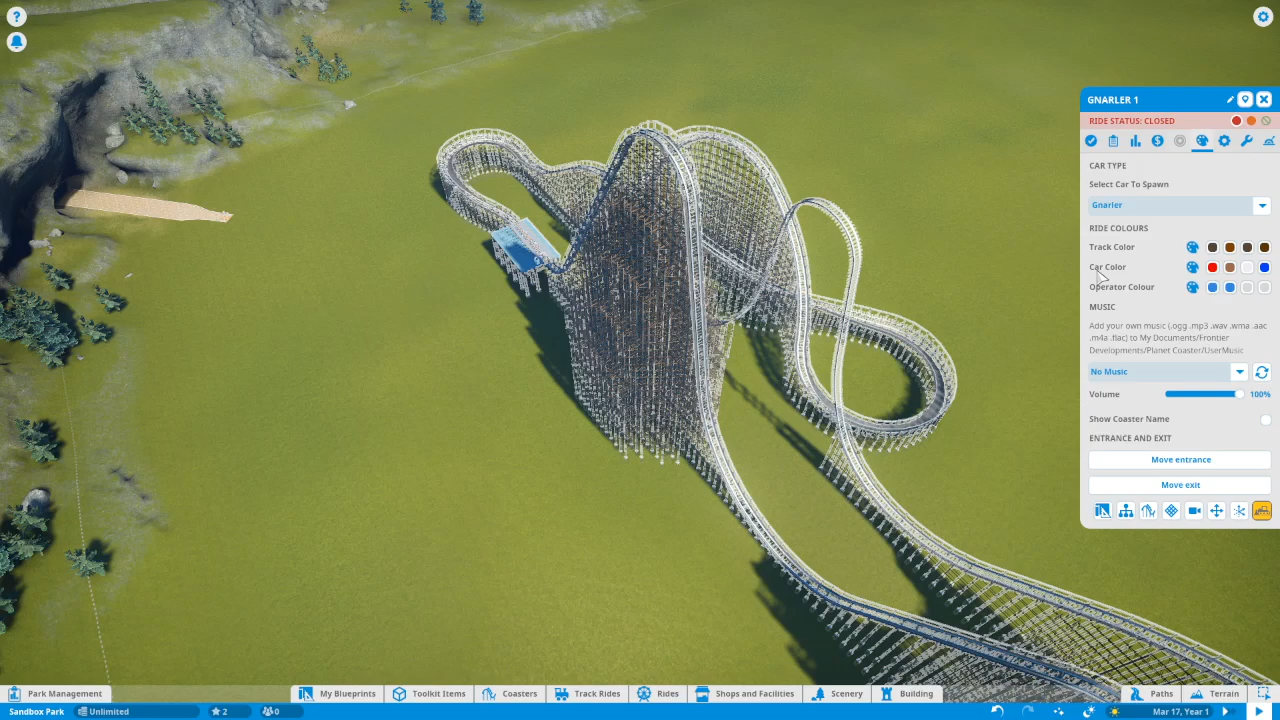 ?
GNARLER 1
RIDE STATUS: CLOSED
CAR TYPE
Select Car To Spawn
Gnarler
RIDE COLOURS
Track Color
Car Color
Operator Colour
MUSIC
Add your own music (.ogg .mp3 .wav .wma .aac
.m4a .flac) to My Documents/Frontier
Developments/Planet Coaster/UserMusic
No Music
Volume 100%
Show Coaster Name
ENTRANCE AND EXIT
Move entrance
Move exit
Park Management My Blueprints Toolkit Items Coasters Track Rides Rides Shops and Facilities Scenery Building Paths Terrain
Sandbox Park Unlimited 2 0 Mar 17, Year 1